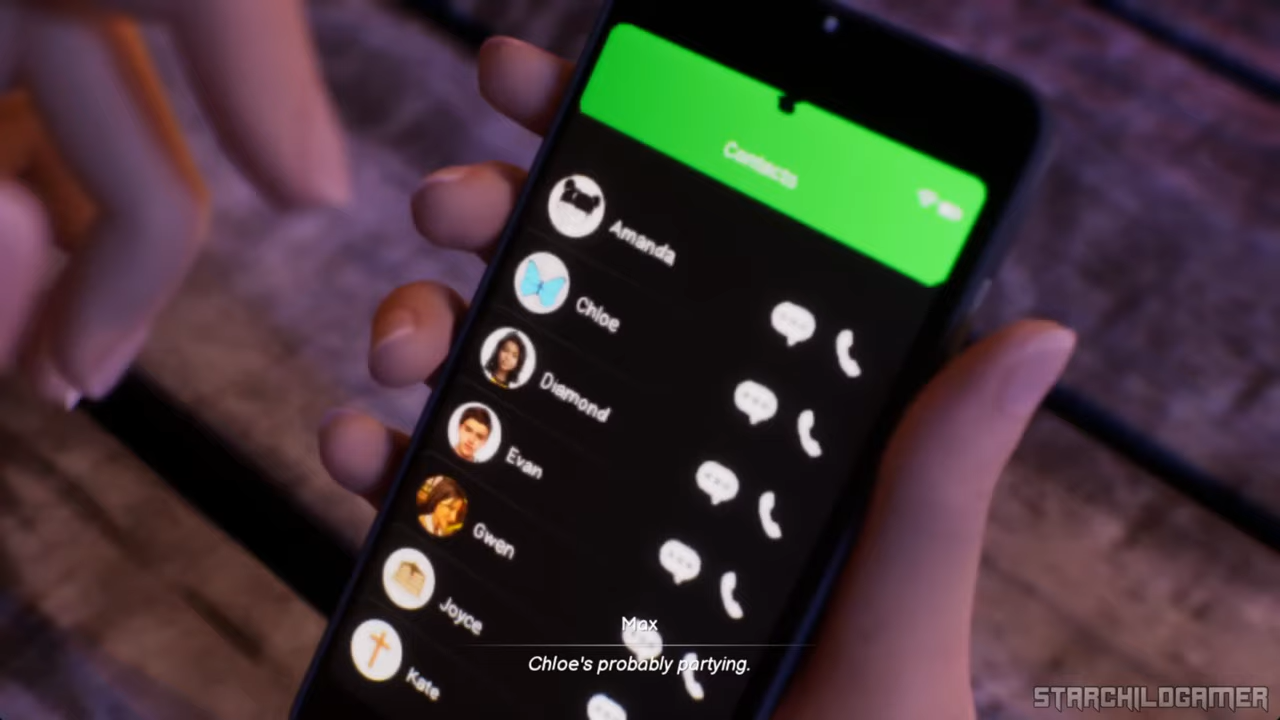 Contacts
Amanda
Chloe
Diamond
Evan
Gwen
Joyce
Kate
Max
Chloe's probably partying.
STARCHILDGAMER